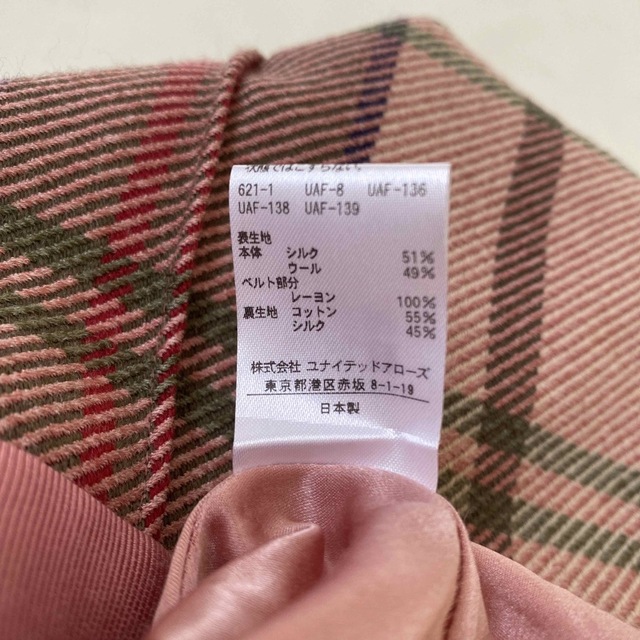 621-1 UAF-8 UAF-136
UAF-138 UAF-139
表生地
本体 シルク 51%
ウール 49%
ベルト部分
レーヨン 100%
裏生地 コットン 55%
シルク 45%
株式会社 ユナイテッドアローズ
東京都港区赤坂 8-1-19
日本製